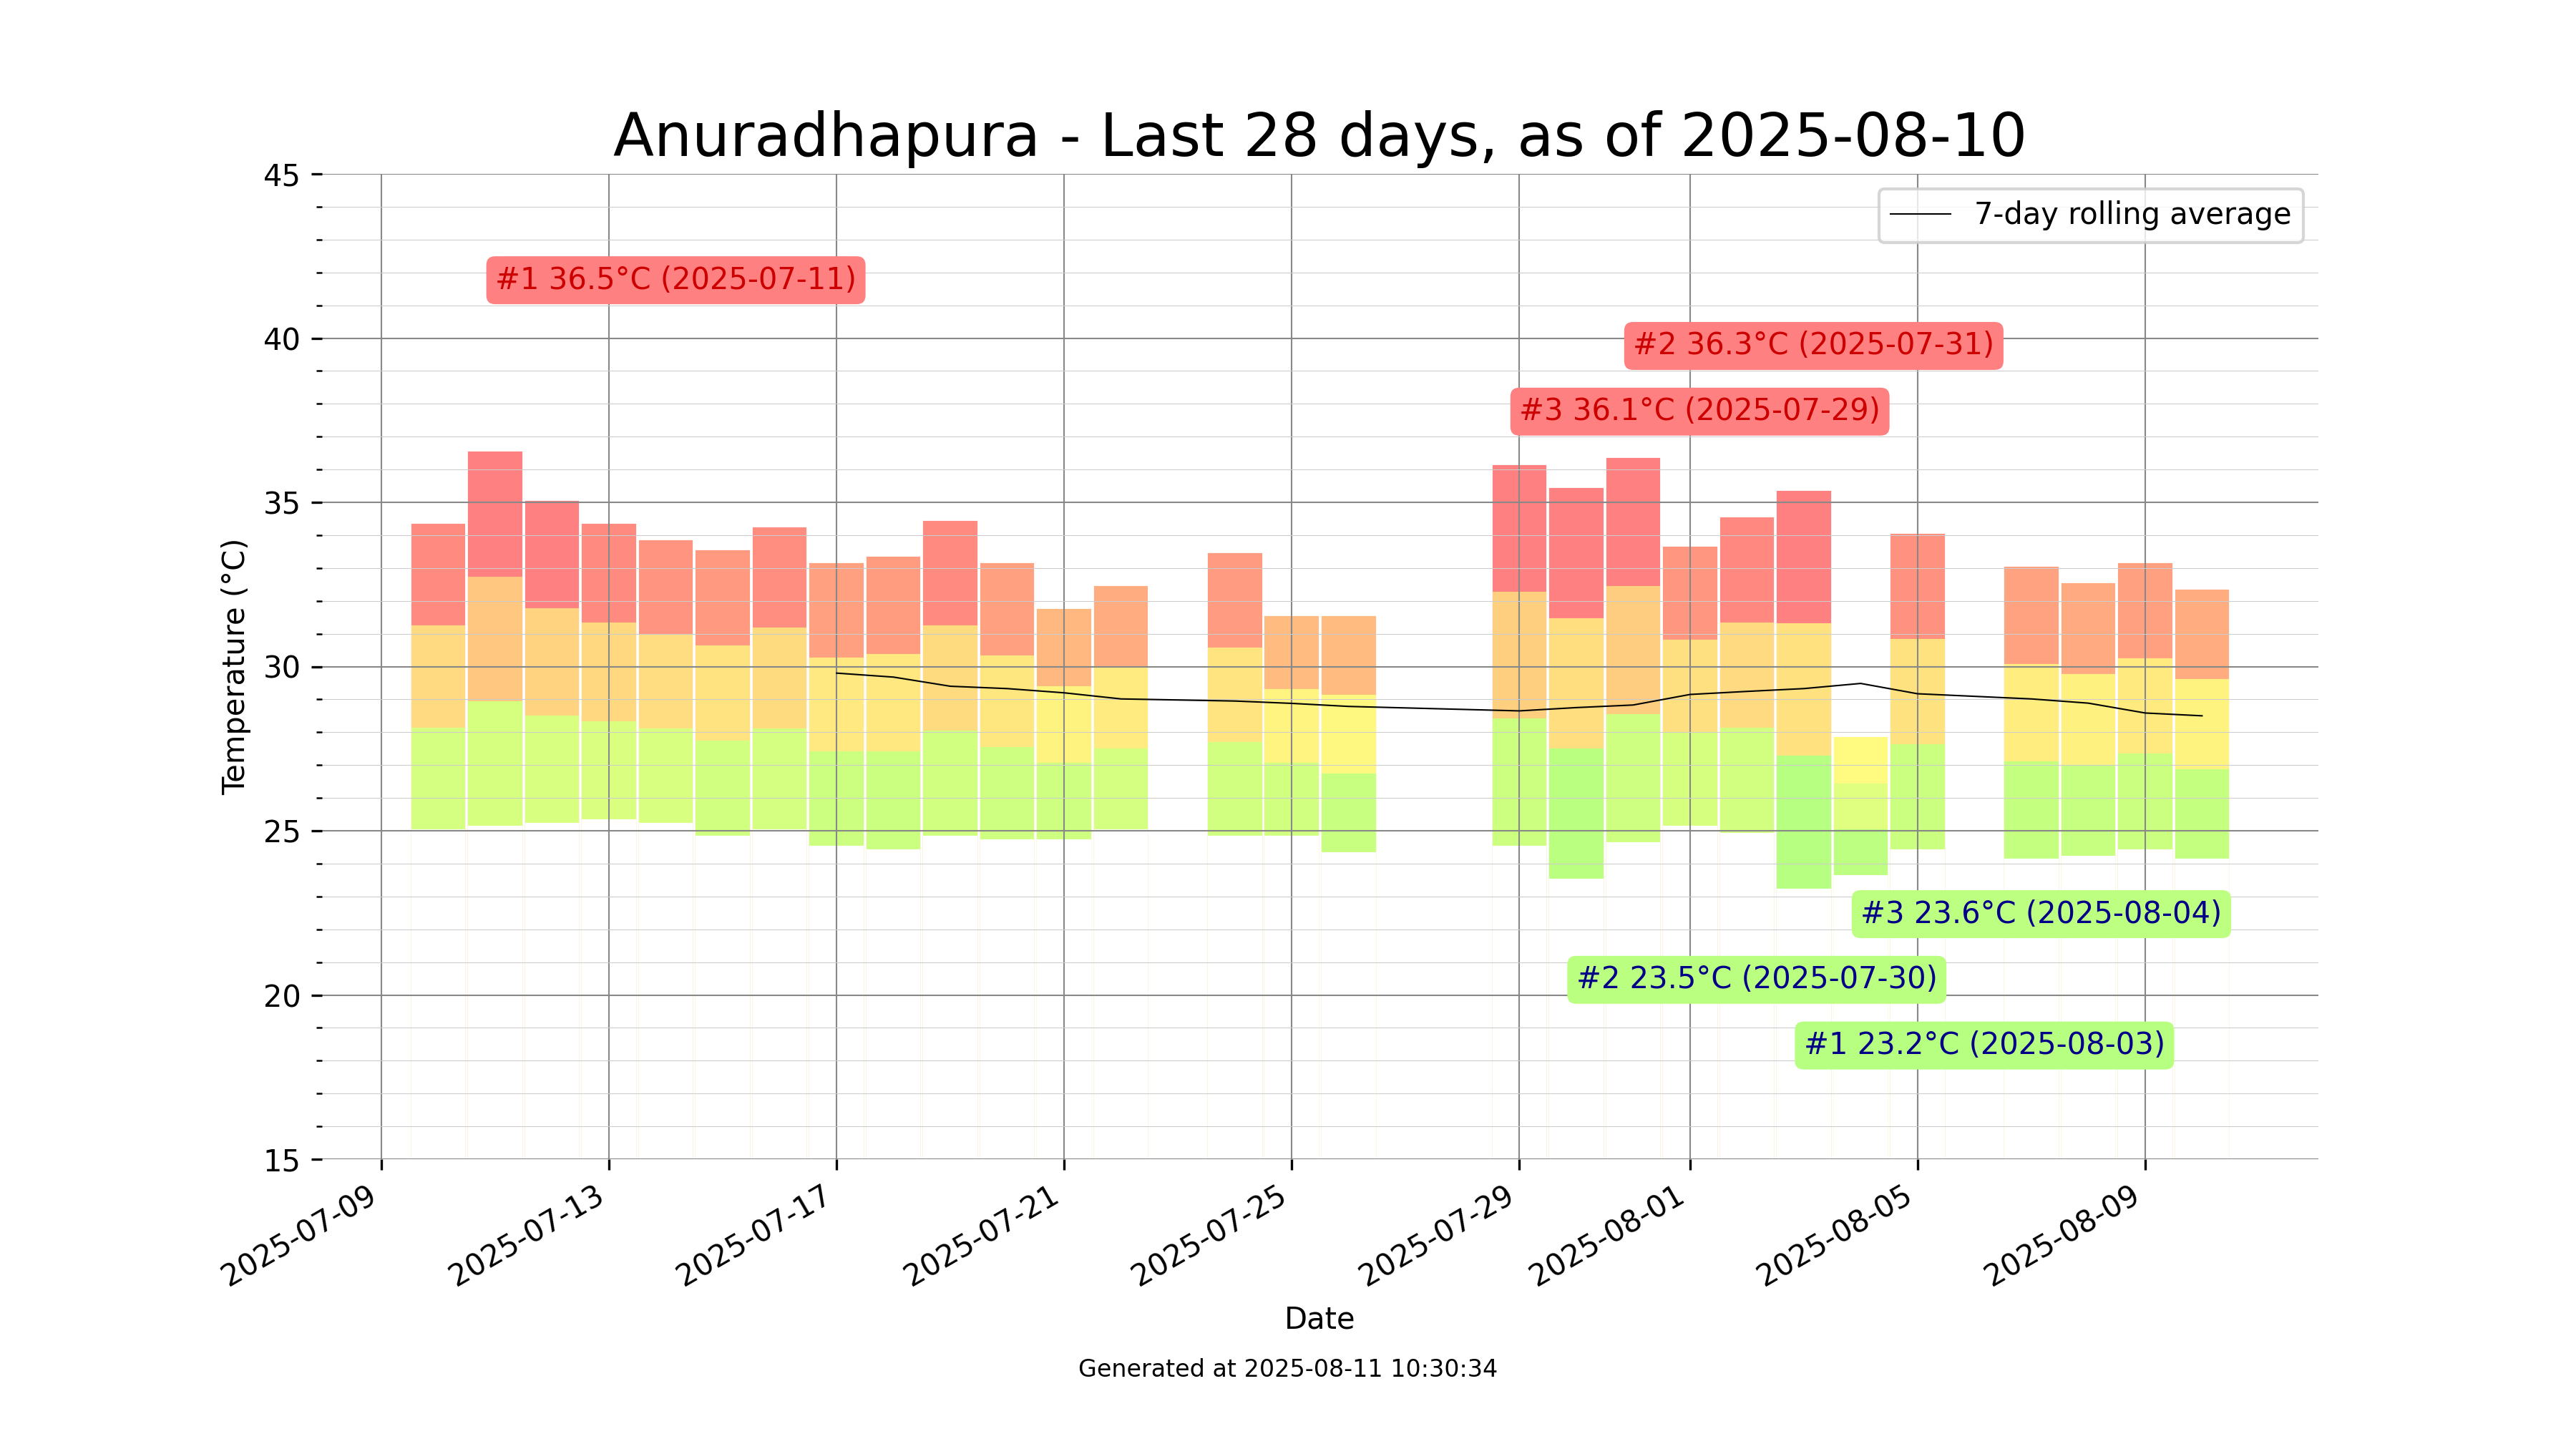 Anuradhapura - Last 28 days, as of 2025-08-10
7-day rolling average
#1 36.5°C (2025-07-11)
#2 36.3°C (2025-07-31)
#3 36.1°C (2025-07-29)
#3 23.6°C (2025-08-04)
#2 23.5°C (2025-07-30)
#1 23.2°C (2025-08-03)
Temperature (°C)
45
40
35
30
25
20
15
2025-07-09
2025-07-13
2025-07-17
2025-07-21
2025-07-25
2025-07-29
2025-08-01
2025-08-05
2025-08-09
Date
Generated at 2025-08-11 10:30:34